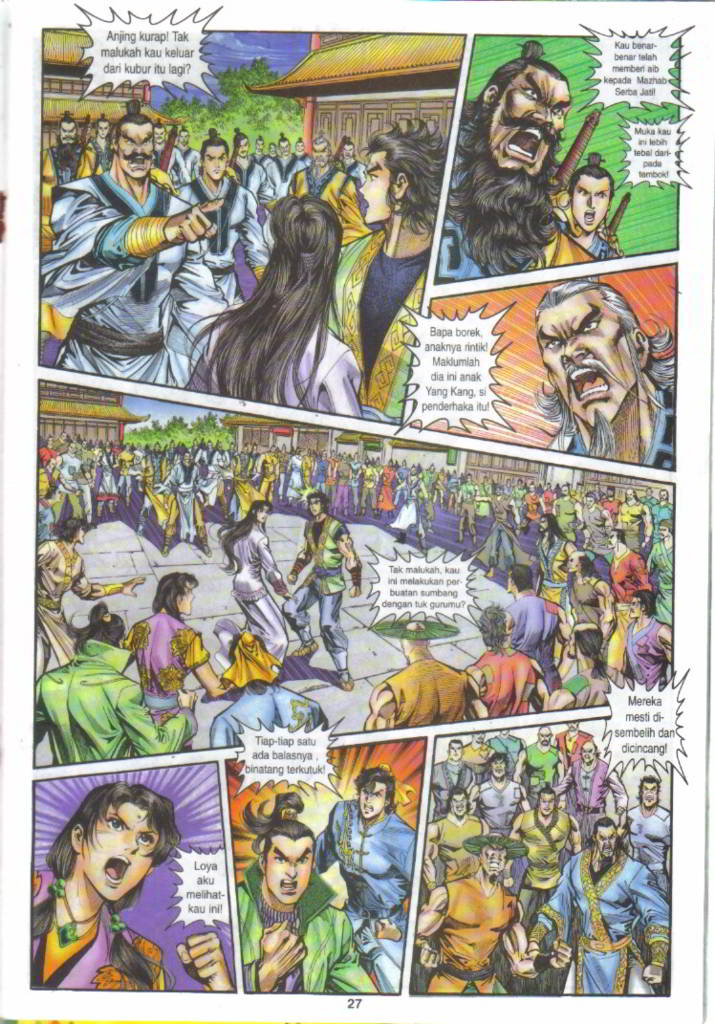 Anjing kurap! Tak
malukah kau keluar
dari kubur itu lagi?
Kau benar-
benar telah
memberi aib
kepada Mazhab
Serba Jati!
Muka kau
ini lebih
tebal dari-
pada
tembok!
Bapa borek,
anaknya rintik!
Maklumlah
dia ini anak
Yang Kang, si
penderhaka itu!
Tak malukah, kau
ini melakukan per-
buatan sumbang
dengan tuk gurumu?
Mereka
mesti di-
sembelih dan
dicincang!
Loya
aku
melihat-
kau ini!
Tiap-tiap satu
ada balasnya ,
binatang terkutuk!
27